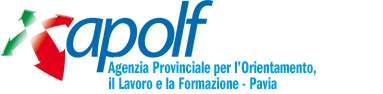 apolf
Agenzia Provinciale per l'Orientamento,
il Lavoro e la Formazione - Pavia